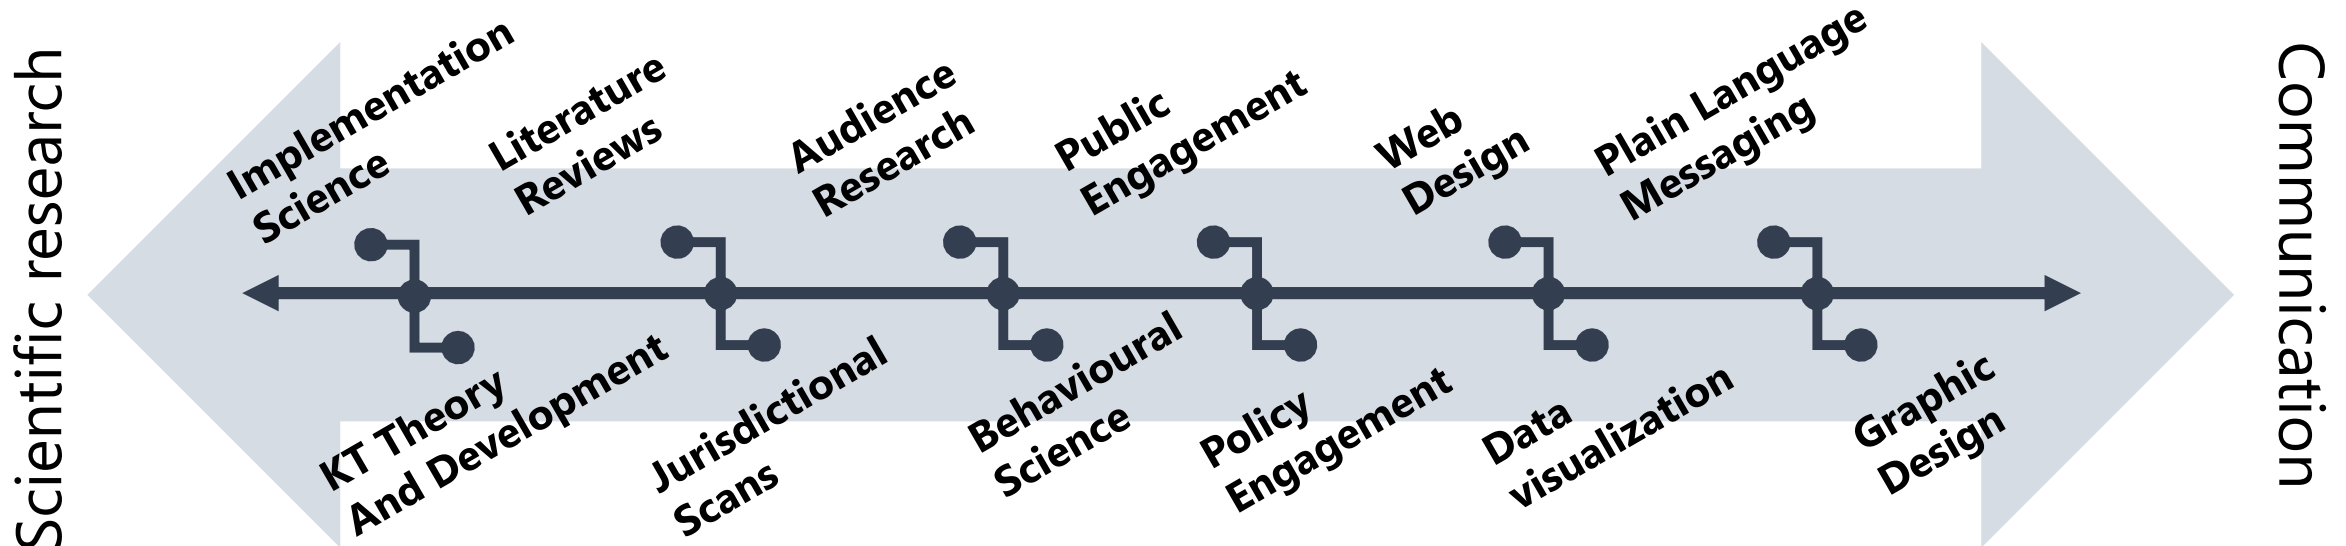 Scientific research
Implementation
Science
Literature
Reviews
Audience
Research
Public
Engagement
Web
Design
Plain Language
Messaging
KT Theory
And Development
Jurisdictional
Scans
Behavioural
Science
Policy
Engagement
Data
visualization
Graphic
Design
Communication